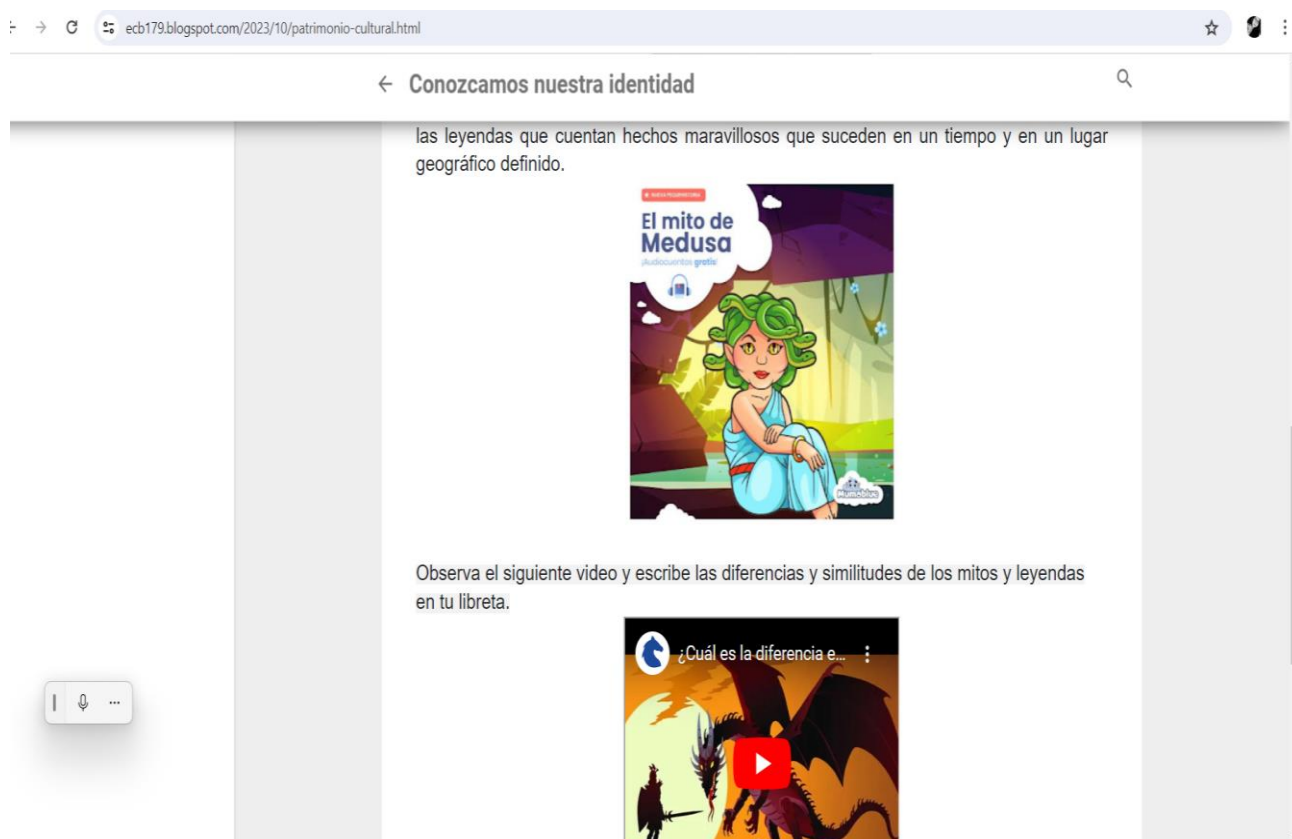 ecb179.blogspot.com/2023/10/patrimonio-cultural.html
Conozcamos nuestra identidad
las leyendas que cuentan hechos maravillosos que suceden en un tiempo y en un lugar
geográfico definido.
El mito de
Medusa
¡Audiocuentos gratis!
Numablue
Observa el siguiente video y escribe las diferencias y similitudes de los mitos y leyendas
en tu libreta.
¿Cuál es la diferencia e...